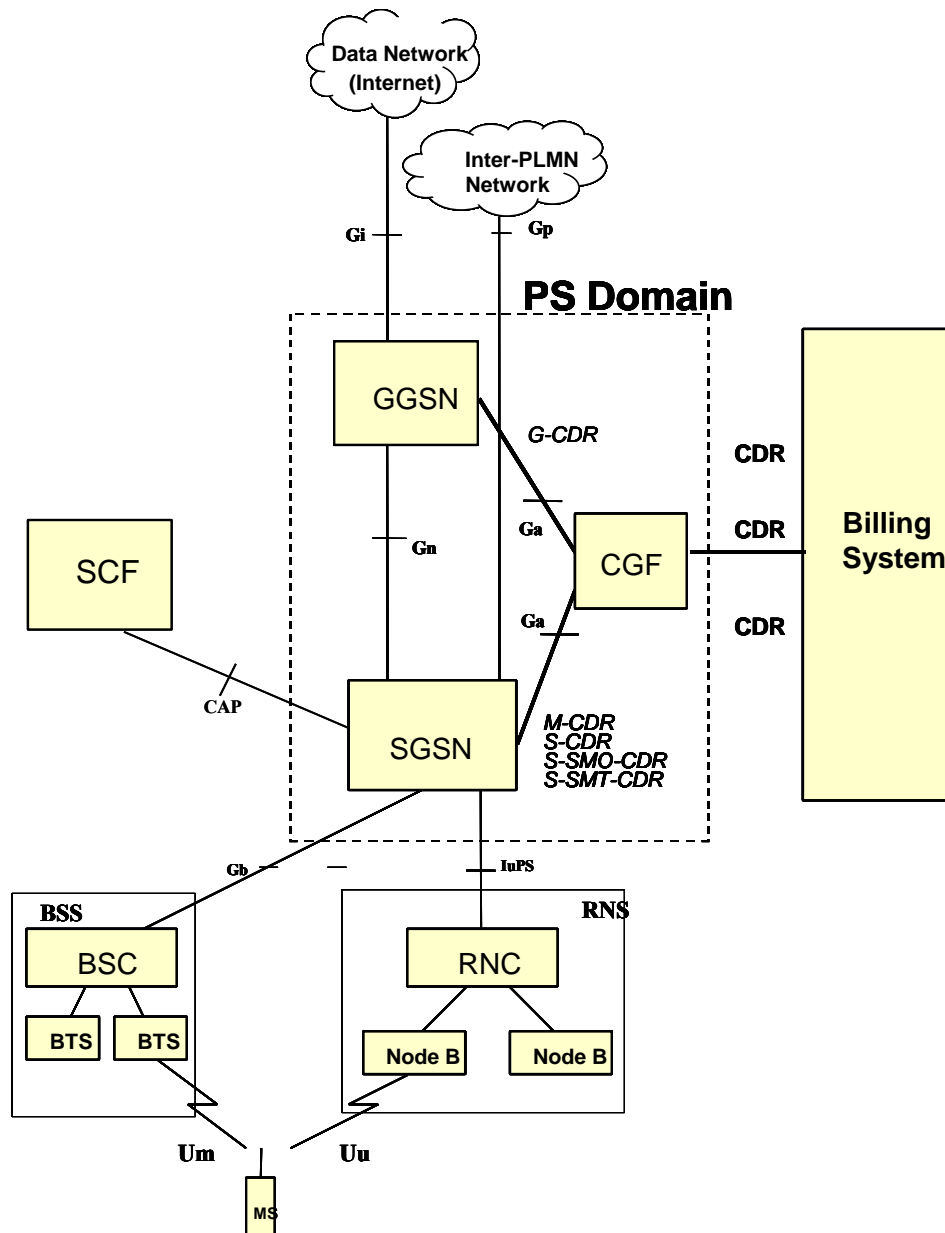 Data Network
(Internet)
Inter-PLMN
Network
Gi
Gp
PS Domain
GGSN
G-CDR
CDR
Ga
Gn
CDR
Billing
System
SCF
CGF
Ga
CDR
CAP
SGSN
M-CDR
S-CDR
S-SMO-CDR
S-SMT-CDR
Gb
IuPS
BSS
RNS
BSC
RNC
BTS
BTS
Node B
Node B
Um
Uu
MS